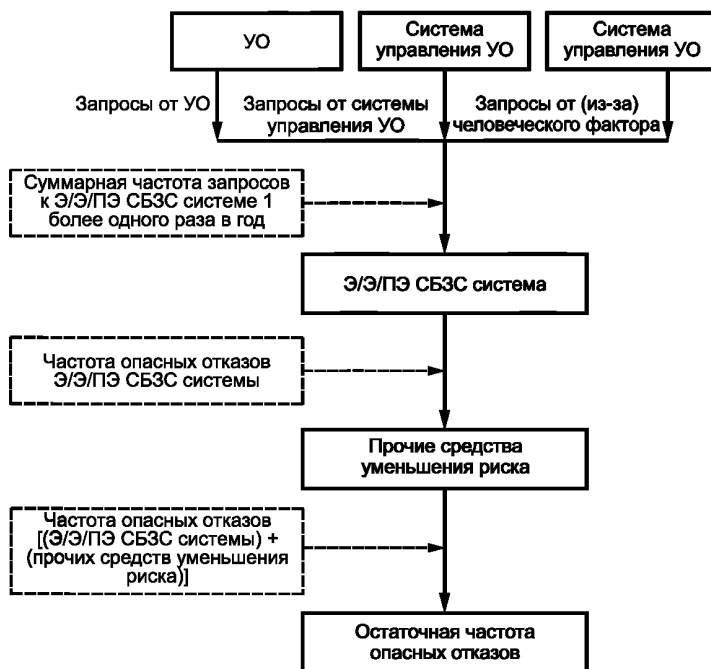 УО
Система
управления УО
Система
управления УО
Запросы от УО
Запросы от системы
управления УО
Запросы от (из-за)
человеческого фактора
Суммарная частота запросов
к Э/Э/ПЭ СБЗС системе 1
более одного раза в год
Э/Э/ПЭ СБЗС система
Частота опасных отказов
Э/Э/ПЭ СБЗС системы
Прочие средства
уменьшения риска
Частота опасных отказов
[(Э/Э/ПЭ СБЗС системы) +
(прочих средств уменьшения
риска)]
Остаточная частота
опасных отказов